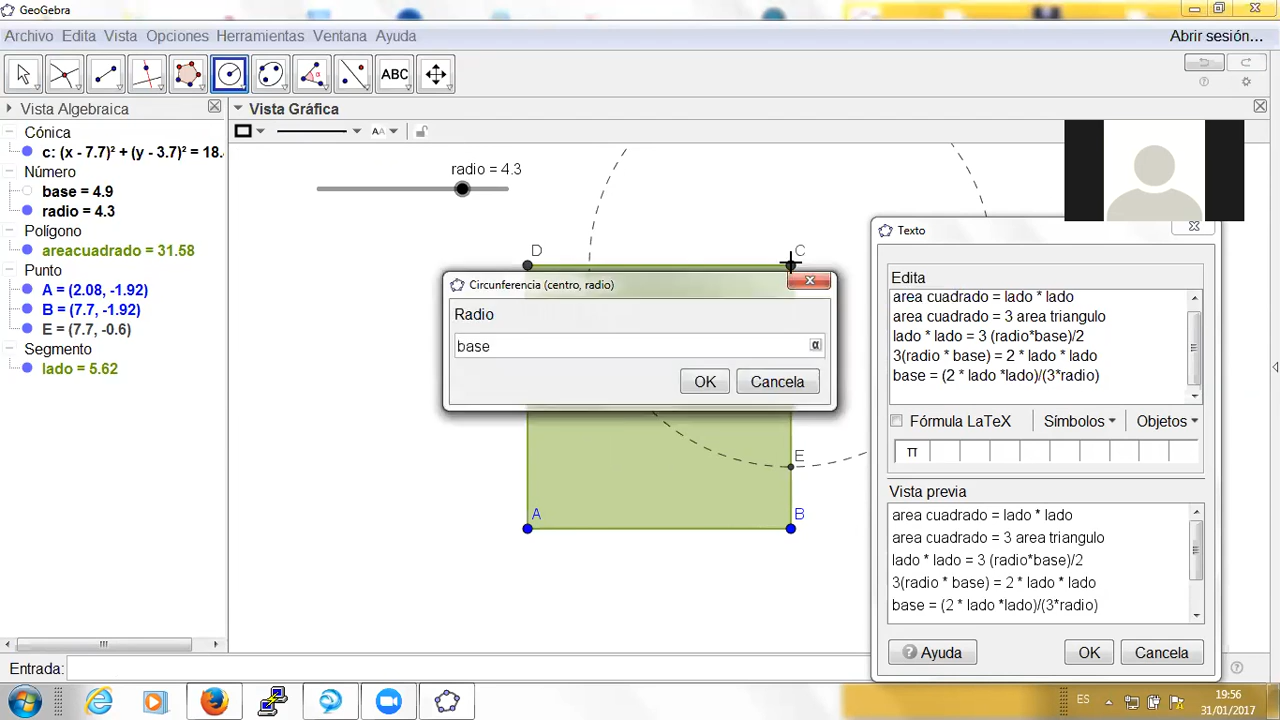 GeoGebra
Archivo Edita Vista Opciones Herramientas Ventana Ayuda
Abrir sesión...
ABC
Vista Algebraica
Vista Gráfica
AA
Cónica
c: (x - 7.7)² + (y - 3.7)² = 18.
Número
base = 4.9
radio = 4.3
Polígono
areacuadrado = 31.58
Punto
A = (2.08, -1.92)
B = (7.7, -1.92)
E = (7.7, -0.6)
Segmento
lado = 5.62
radio = 4.3
D
C
E
A
B
Circunferencia (centro, radio)
Radio
base
α
OK
Cancela
Texto
Edita
area cuadrado = lado * lado
area cuadrado = 3 area triangulo
lado * lado = 3 (radio*base)/2
3(radio * base) = 2 * lado * lado
base = (2 * lado *lado)/(3*radio)
Fórmula LaTeX
Símbolos
Objetos
π
Vista previa
area cuadrado = lado * lado
area cuadrado = 3 area triangulo
lado * lado = 3 (radio*base)/2
3(radio * base) = 2 * lado * lado
base = (2 * lado *lado)/(3*radio)
Ayuda
OK
Cancela
Entrada:
ES
19:56
31/01/2017